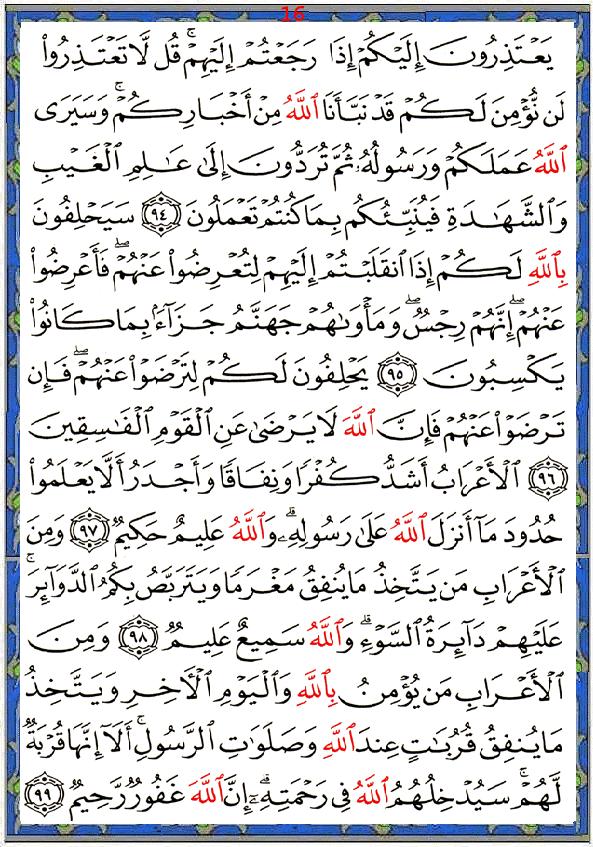 16
يَعْتَذِرُونَ إِلَيْكُمْ إِذَا رَجَعْتُمْ إِلَيْهِمْ ۚ قُل لَّا تَعْتَذِرُوا۟
لَن نُّؤْمِنَ لَكُمْ قَدْ نَبَّأَنَا ٱللَّهُ مِنْ أَخْبَارِكُمْ ۚ وَسَيَرَى
ٱللَّهُ عَمَلَكُمْ وَرَسُولُهُۥ ثُمَّ تُرَدُّونَ إِلَىٰ عَٰلِمِ ٱلْغَيْبِ
وَٱلشَّهَٰدَةِ فَيُنَبِّئُكُم بِمَا كُنتُمْ تَعْمَلُونَ ﴿٩٤﴾ سَيَحْلِفُونَ
بِٱللَّهِ لَكُمْ إِذَا ٱنقَلَبْتُمْ إِلَيْهِمْ لِتُعْرِضُوا۟ عَنْهُمْ ۖ فَأَعْرِضُوا۟
عَنْهُمْ ۖ إِنَّهُمْ رِجْسٌ ۖ وَمَأْوَىٰهُمْ جَهَنَّمُ جَزَآءًۢ بِمَا كَانُوا۟
يَكْسِبُونَ ﴿٩٥﴾ يَحْلِفُونَ لَكُمْ لِتَرْضَوْا۟ عَنْهُمْ ۖ فَإِن
تَرْضَوْا۟ عَنْهُمْ فَإِنَّ ٱللَّهَ لَا يَرْضَىٰ عَنِ ٱلْقَوْمِ ٱلْفَٰسِقِينَ
﴿٩٦﴾ ٱلْأَعْرَابُ أَشَدُّ كُفْرًا وَنِفَاقًا وَأَجْدَرُ أَلَّا يَعْلَمُوا۟
حُدُودَ مَآ أَنزَلَ ٱللَّهُ عَلَىٰ رَسُولِهِۦ ۗ وَٱللَّهُ عَلِيمٌ حَكِيمٌ ﴿٩٧﴾ وَمِنَ
ٱلْأَعْرَابِ مَن يَتَّخِذُ مَا يُنفِقُ مَغْرَمًا وَيَتَرَبَّصُ بِكُمُ ٱلدَّوَآئِرَ ۚ
عَلَيْهِمْ دَآئِرَةُ ٱلسَّوْءِ ۗ وَٱللَّهُ سَمِيعٌ عَلِيمٌ ﴿٩٨﴾ وَمِنَ
ٱلْأَعْرَابِ مَن يُؤْمِنُ بِٱللَّهِ وَٱلْيَوْمِ ٱلْءَاخِرِ وَيَتَّخِذُ
مَا يُنفِقُ قُرُبَٰتٍ عِندَ ٱللَّهِ وَصَلَوَٰتِ ٱلرَّسُولِ ۚ أَلَآ إِنَّهَا قُرْبَةٌ
لَّهُمْ ۚ سَيُدْخِلُهُمُ ٱللَّهُ فِى رَحْمَتِهِۦٓ ۗ إِنَّ ٱللَّهَ غَفُورٌ رَّحِيمٌ ﴿٩٩﴾